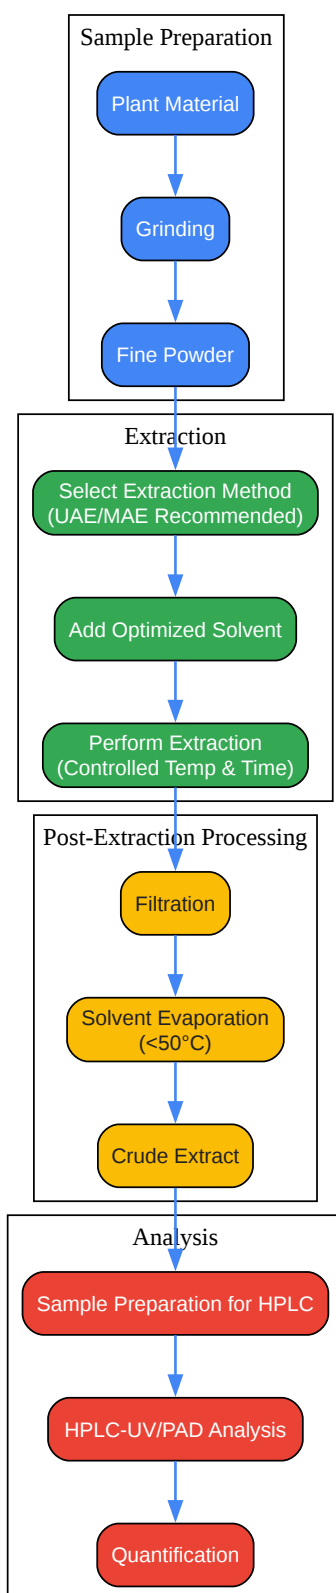 Sample Preparation
Plant Material
Grinding
Fine Powder
Extraction
Select Extraction Method
(UAE/MAE Recommended)
Add Optimized Solvent
Perform Extraction
(Controlled Temp & Time)
Post-Extraction Processing
Filtration
Solvent Evaporation
(<50°C)
Crude Extract
Analysis
Sample Preparation for HPLC
HPLC-UV/PAD Analysis
Quantification